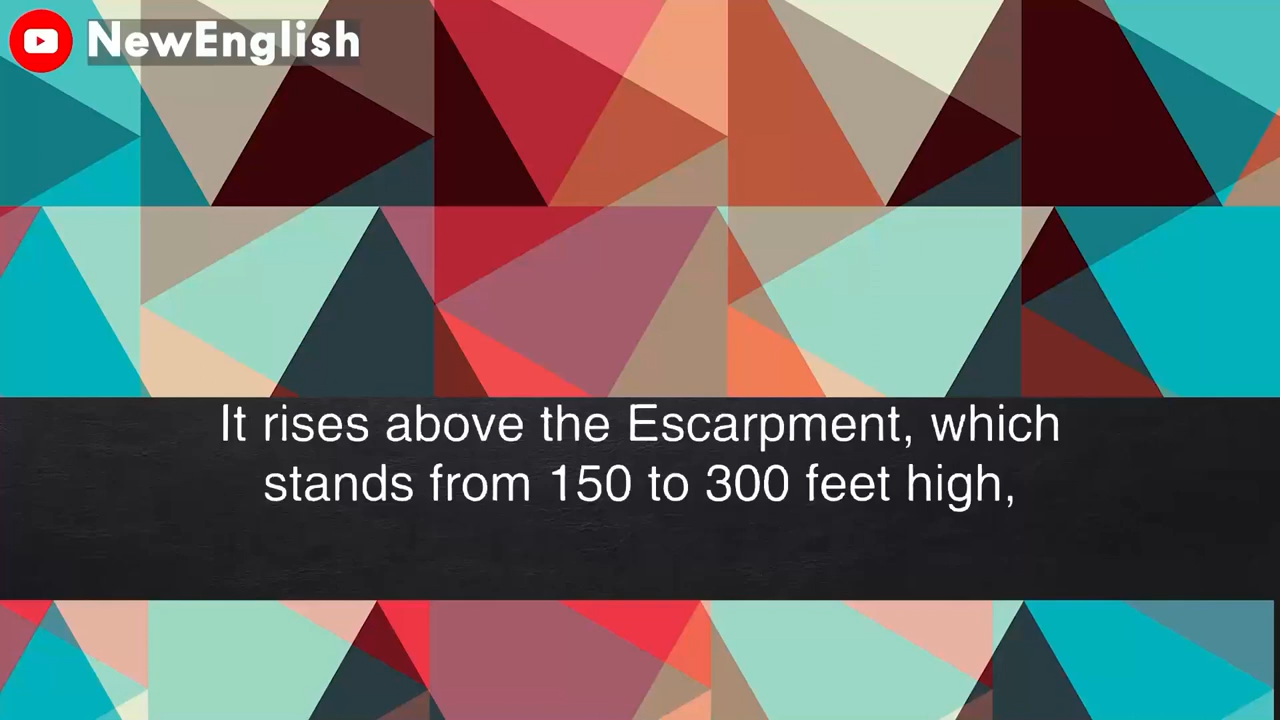 NewEnglish
It rises above the Escarpment, which
stands from 150 to 300 feet high,